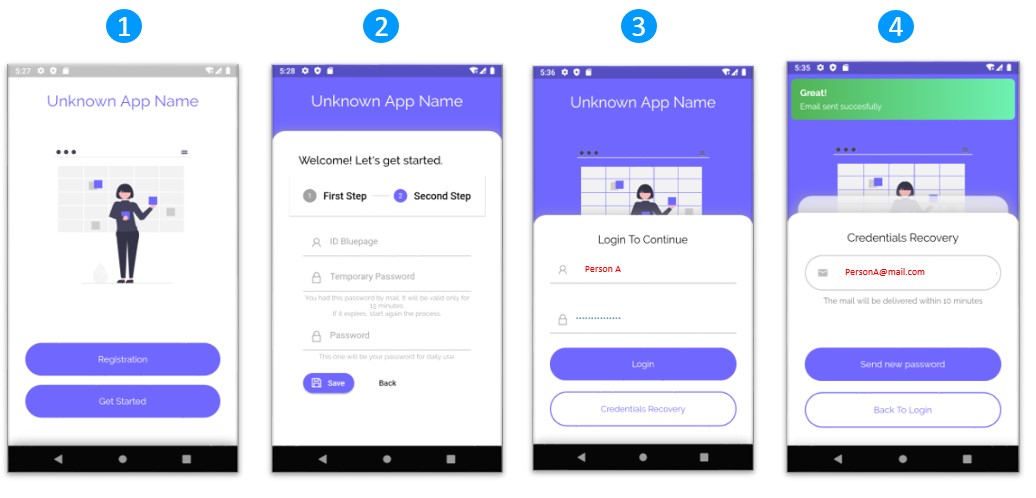 1
5:27
Unknown App Name
Registration
Get Started
2
5:28
Unknown App Name
Welcome! Let's get started.
1 First Step 2 Second Step
ID Bluepage
Temporary Password
You had this password by mail. It will be valid only for
15 minutes.
If it expires, start again the process.
Password
This one will be your password for daily use
Save Back
3
5:36
Unknown App Name
Login To Continue
Person A
Login
Credentials Recovery
4
5:35
Great!
Email sent succesfully
Credentials Recovery
PersonA@mail.com
The mail will be delivered within 10 minutes
Send new password
Back To Login